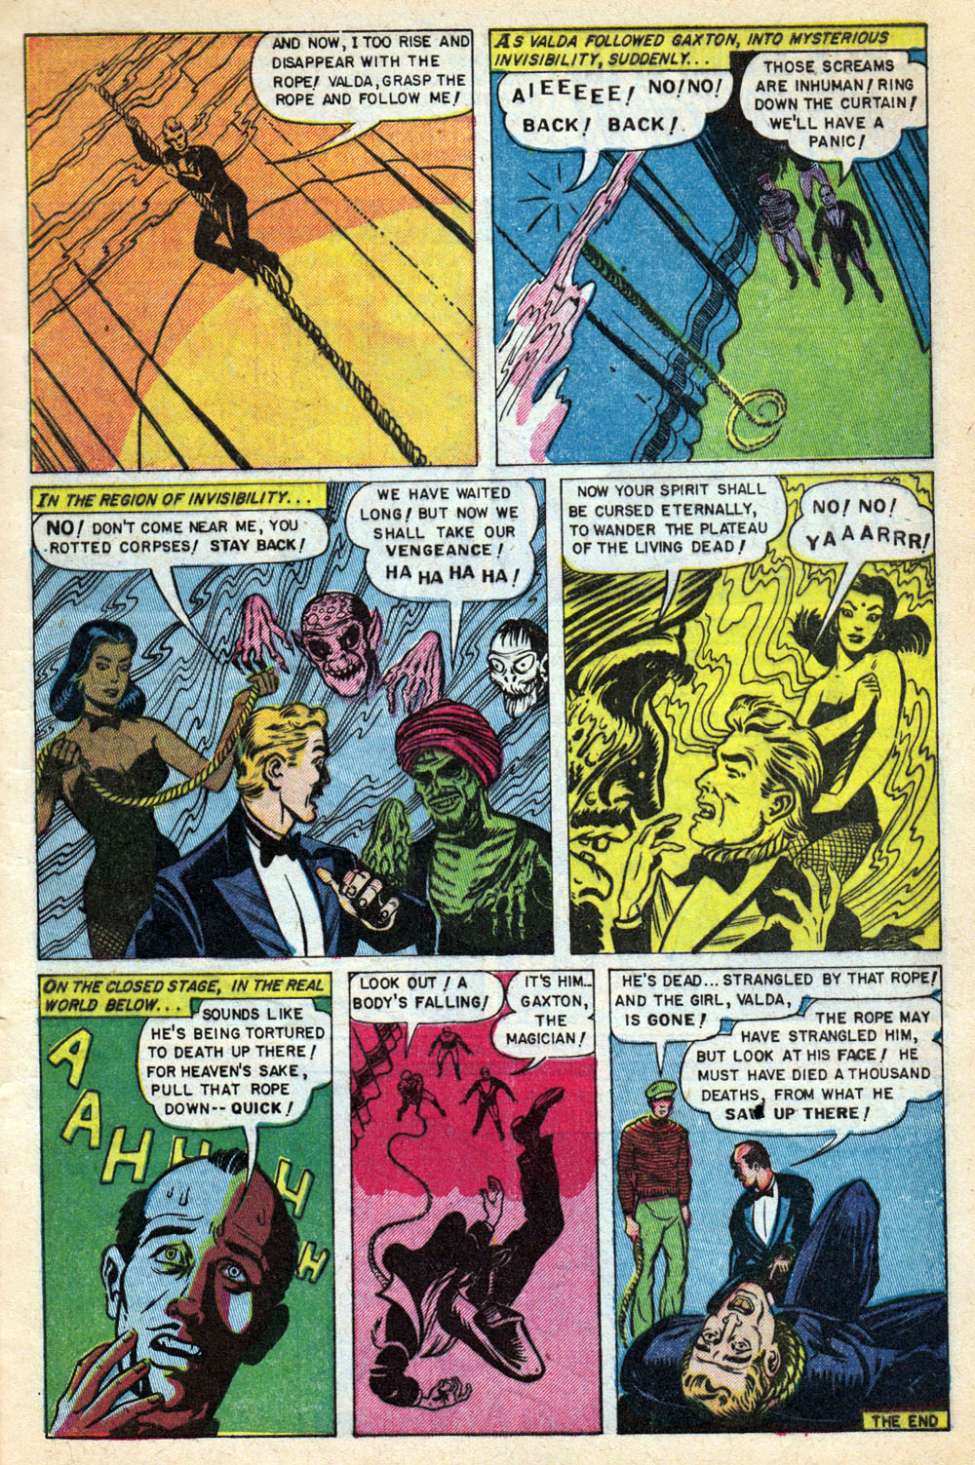 AND NOW, I TOO RISE AND
DISAPPEAR WITH THE
ROPE! VALDA, GRASP THE
ROPE AND FOLLOW ME!
AS VALDA FOLLOWED GAXTON, INTO MYSTERIOUS
INVISIBILITY, SUDDENLY...
AIEEEEE! NO! NO!
BACK! BACK!
THOSE SCREAMS
ARE INHUMAN! RING
DOWN THE CURTAIN!
WE'LL HAVE A
PANIC!
IN THE REGION OF INVISIBILITY...
NO! DON'T COME NEAR ME, YOU
ROTTED CORPSES! STAY BACK!
WE HAVE WAITED
LONG! BUT NOW WE
SHALL TAKE OUR
VENGEANCE!
HA HA HA HA!
NOW YOUR SPIRIT SHALL
BE CURSED ETERNALLY,
TO WANDER THE PLATEAU
OF THE LIVING DEAD!
NO! NO!
YAAARRR!
ON THE CLOSED STAGE, IN THE REAL
WORLD BELOW...
SOUNDS LIKE
HE'S BEING TORTURED
TO DEATH UP THERE!
FOR HEAVEN'S SAKE,
PULL THAT ROPE
DOWN--QUICK!
AAAHHHHH
LOOK OUT! A
BODY'S FALLING!
IT'S HIM...
GAXTON,
THE
MAGICIAN!
HE'S DEAD... STRANGLED BY THAT ROPE!
AND THE GIRL, VALDA,
IS GONE!
THE ROPE MAY
HAVE STRANGLED HIM,
BUT LOOK AT HIS FACE! HE
MUST HAVE DIED A THOUSAND
DEATHS, FROM WHAT HE
SAW UP THERE!
THE END